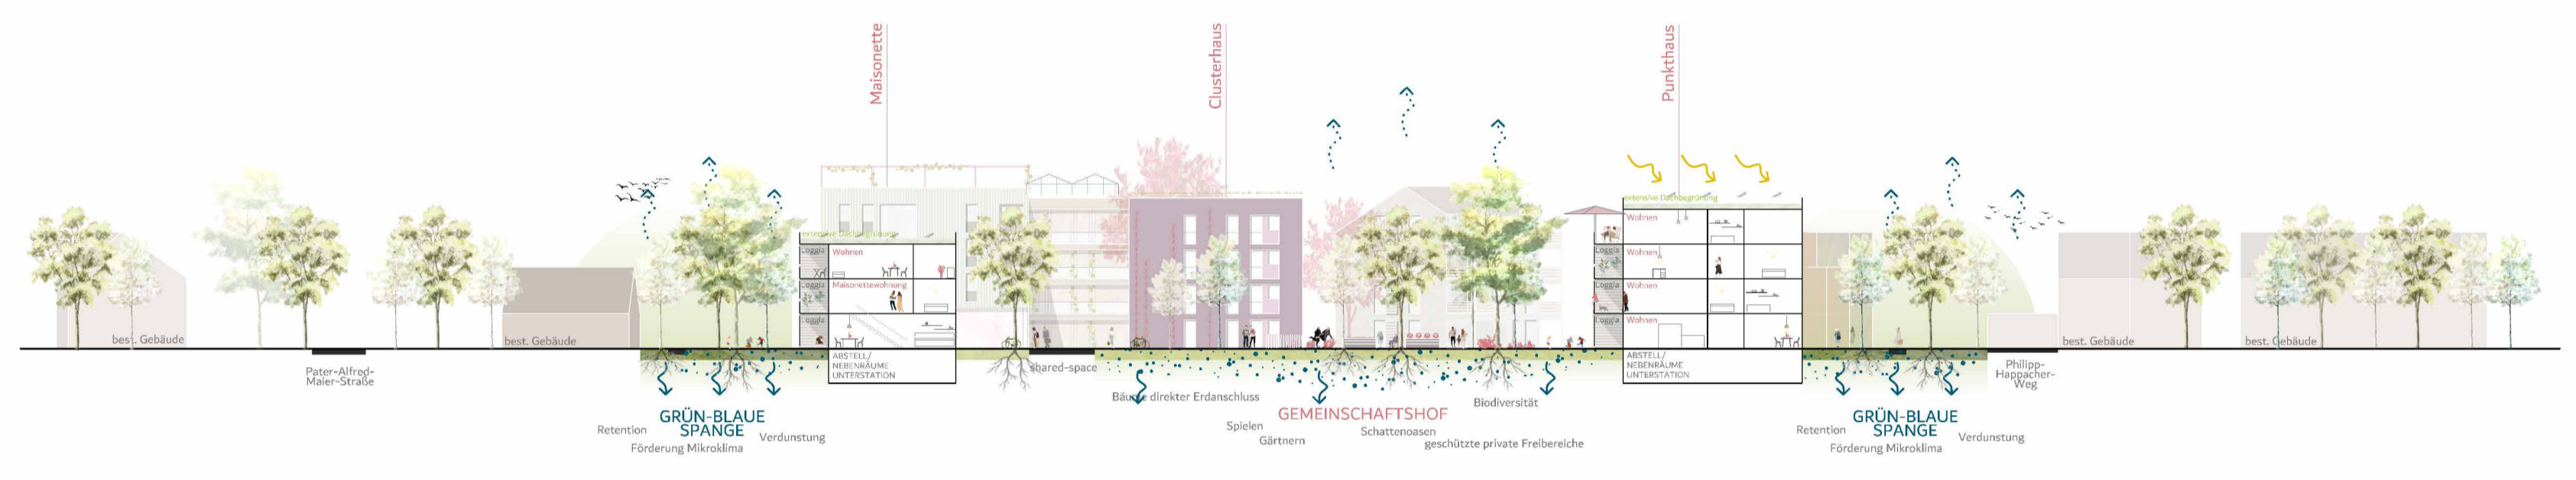 Maisonette
Clusterhaus
Punkthaus
extensive Dachbegrünung
extensive Dachbegrünung
Loggia
Wohnen
Loggia
Maisonettewohnung
Loggia
Wohnen
Loggia
Wohnen
Loggia
Wohnen
Loggia
Wohnen
best. Gebäude
best. Gebäude
best. Gebäude
best. Gebäude
Pater-Alfred-
Maier-Straße
ABSTELL/
NEBENRÄUME
UNTERSTATION
shared-space
ABSTELL/
NEBENRÄUME
UNTERSTATION
Philipp-
Happacher-
Weg
GRÜN-BLAUE
SPANGE
Retention
Verdunstung
Förderung Mikroklima
Bäume direkter Erdanschluss
GEMEINSCHAFTSHOF
Biodiversität
Spielen
Schattenoasen
Gärtnern
geschützte private Freibereiche
GRÜN-BLAUE
SPANGE
Retention
Verdunstung
Förderung Mikroklima